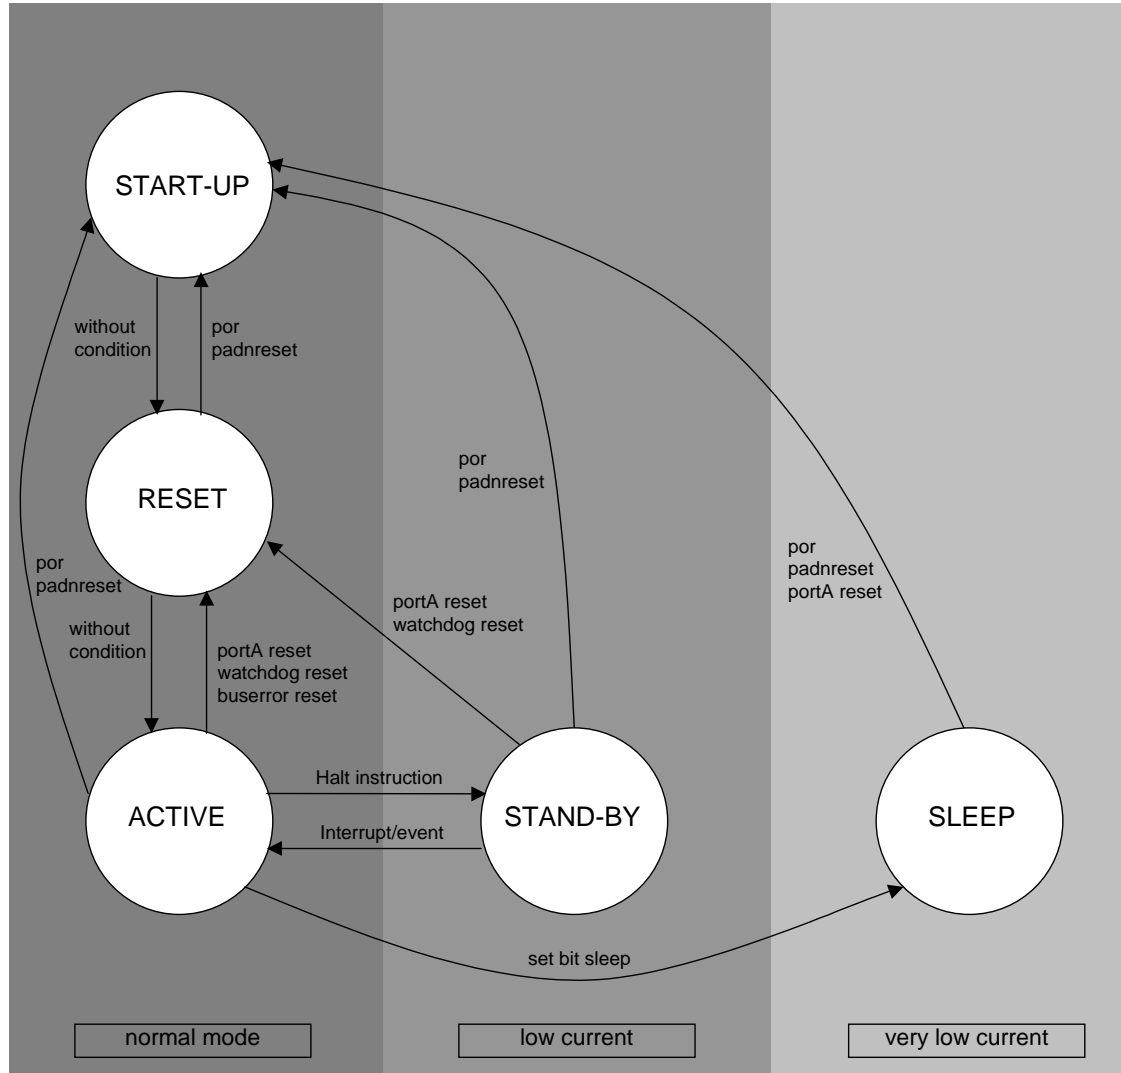 START-UP
without
condition
por
padnreset
por
padnreset
RESET
por
padnreset
por
padnreset
portA reset
portA reset
watchdog reset
without
condition
portA reset
watchdog reset
buserror reset
Halt instruction
ACTIVE
STAND-BY
SLEEP
Interrupt/event
set bit sleep
normal mode
low current
very low current